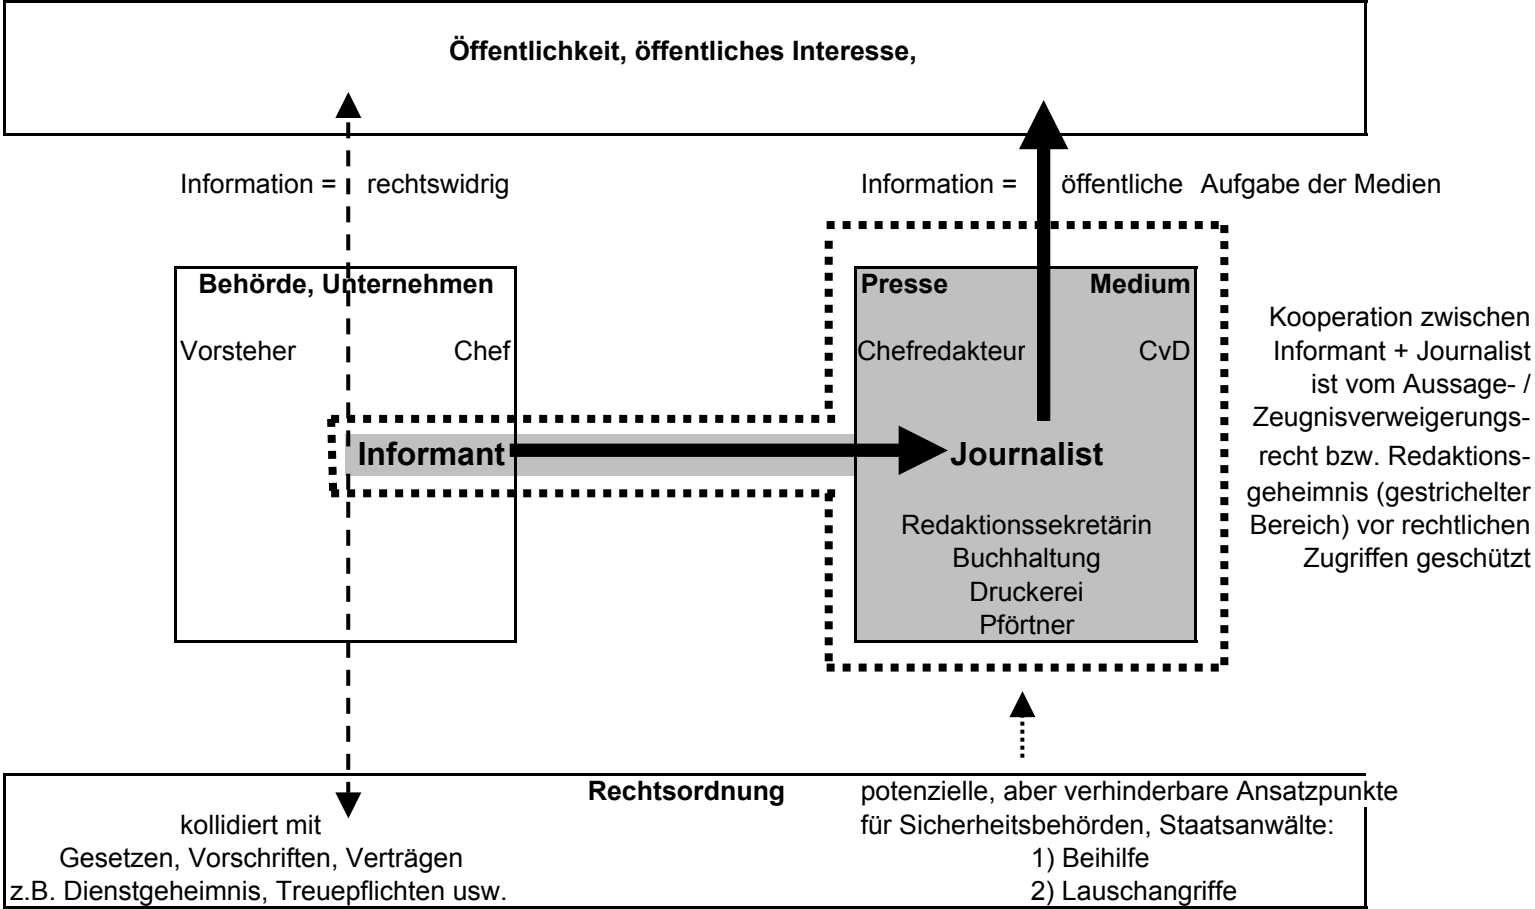 Öffentlichkeit, öffentliches Interesse,
Information = rechtswidrig
Information = öffentliche Aufgabe der Medien
Behörde, Unternehmen
Vorsteher Chef
Informant
Presse Medium
Chefredakteur CvD
Journalist
Redaktionssekretärin
Buchhaltung
Druckerei
Pförtner
Kooperation zwischen
Informant + Journalist
ist vom Aussage- /
Zeugnisverweigerungs-
recht bzw. Redaktions-
geheimnis (gestrichelter
Bereich) vor rechtlichen
Zugriffen geschützt
Rechtsordnung
kollidiert mit
Gesetzen, Vorschriften, Verträgen
z.B. Dienstgeheimnis, Treuepflichten usw.
potenzielle, aber verhinderbare Ansatzpunkte
für Sicherheitsbehörden, Staatsanwälte:
1) Beihilfe
2) Lauschangriffe